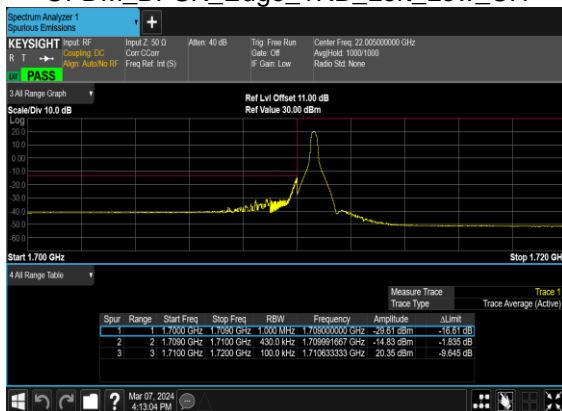 Spectrum Analyzer 1
Spurious Emissions
+
KEYSIGHT Input: RF
R T Coupling: DC
Align: Auto/No RF
Input Z: 50 Ω
Corr CCorr
Freq Ref: Int (S)
Atten: 40 dB
Trig: Free Run
Gate: Off
IF Gain: Low
Center Freq: 22.005000000 GHz
Avg|Hold: 1000/1000
Radio Std: None
PASS
3 All Range Graph
Ref Lvl Offset 11.00 dB
Scale/Div 10.0 dB Ref Value 30.00 dBm
Log
20.0
10.0
0.00
-10.0
-20.0
-30.0
-40.0
-50.0
-60.0
Start 1.700 GHz Stop 1.720 GH
4 All Range Table
Measure Trace Trace 1
Trace Type Trace Average (Active)
Spur Range Start Freq Stop Freq RBW Frequency Amplitude ΔLimit
1 1 1.7000 GHz 1.7090 GHz 1.000 MHz 1.709000000 GHz -29.61 dBm -16.61 dB
2 2 1.7090 GHz 1.7100 GHz 430.0 kHz 1.709991667 GHz -14.83 dBm -1.835 dB
3 3 1.7100 GHz 1.7200 GHz 100.0 kHz 1.710633333 GHz 20.35 dBm -9.645 dB
? Mar 07, 2024
4:13:04 PM